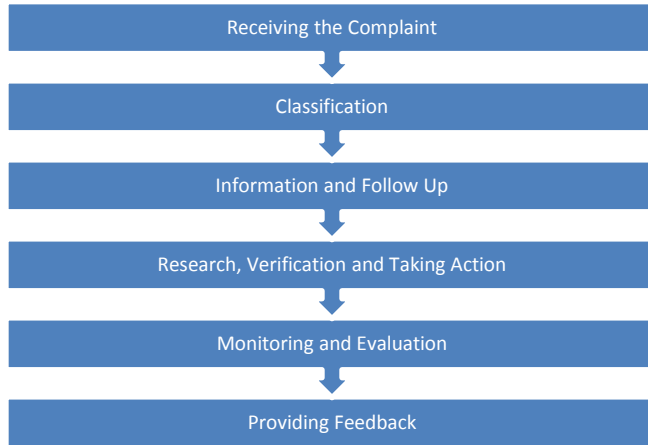 Receiving the Complaint
Classification
Information and Follow Up
Research, Verification and Taking Action
Monitoring and Evaluation
Providing Feedback